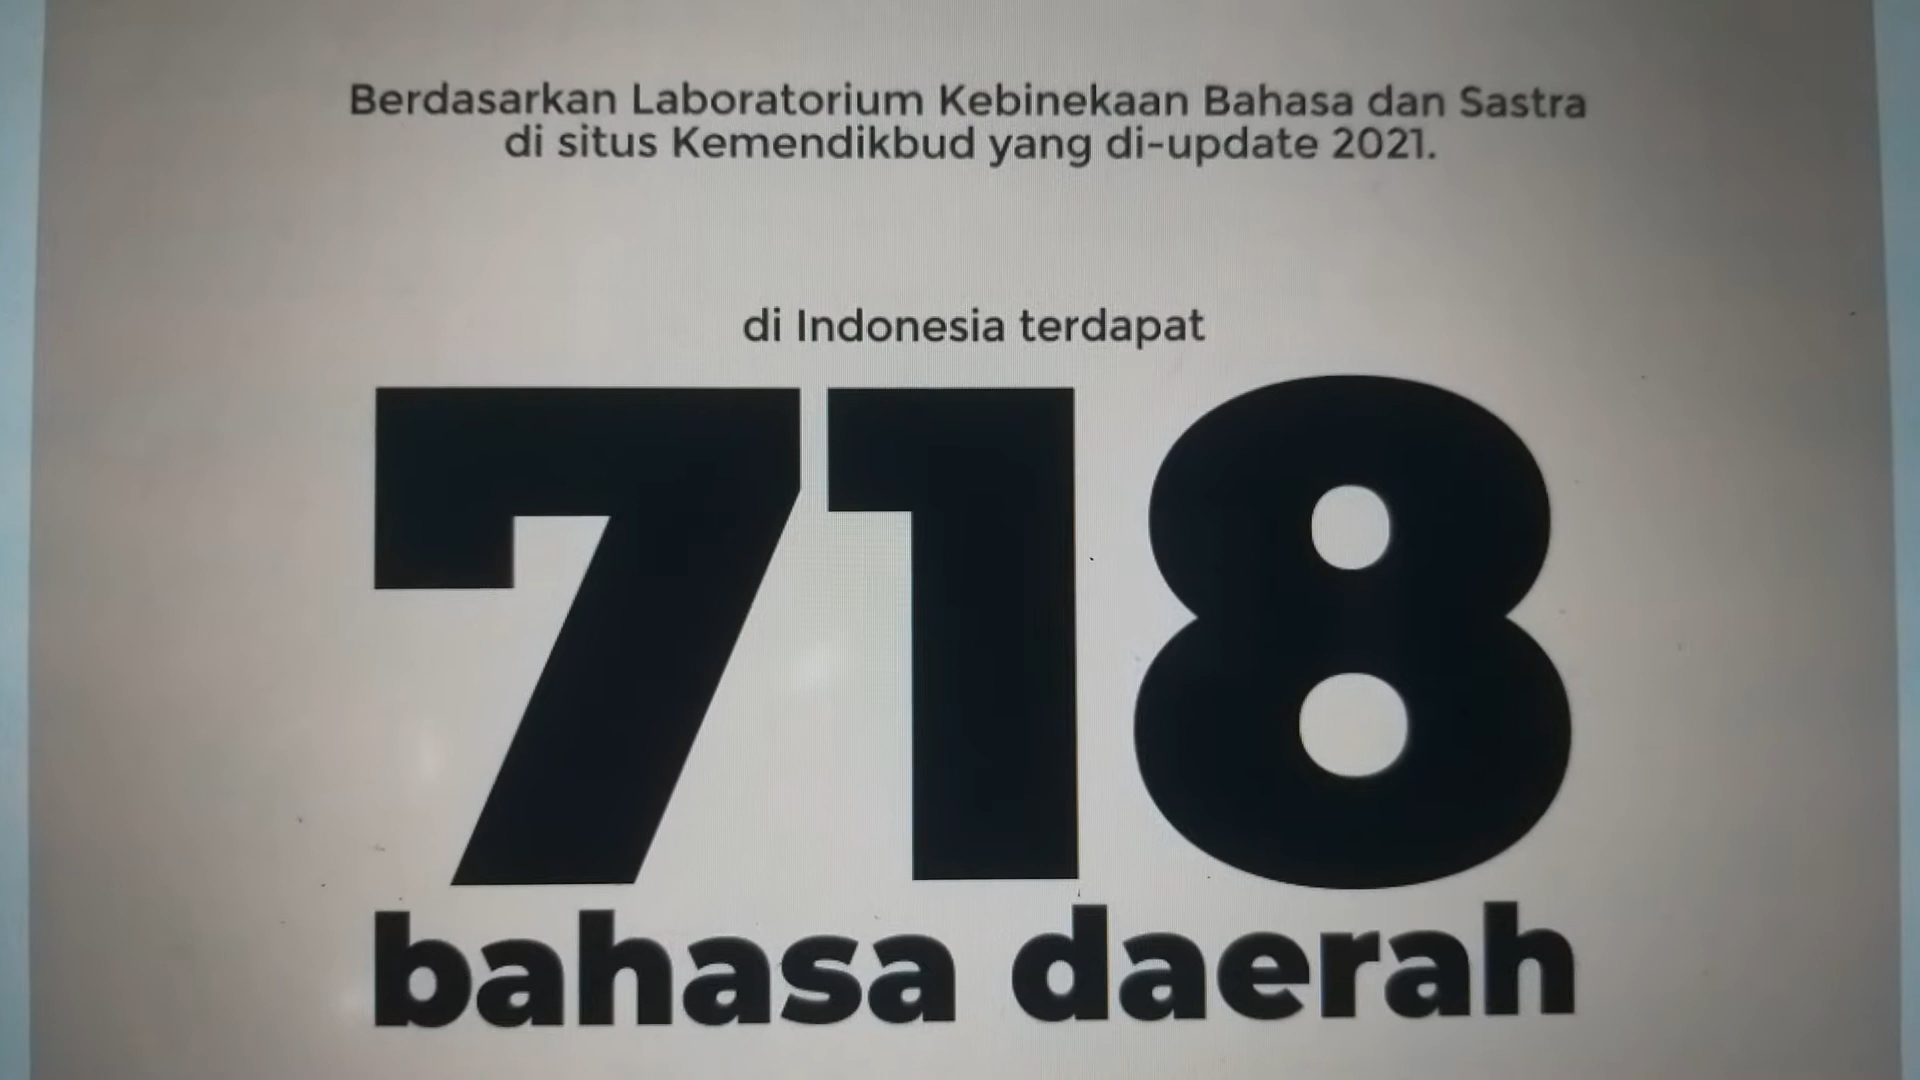 Berdasarkan Laboratorium Kebinekaan Bahasa dan Sastra
di situs Kemendikbud yang di-update 2021.
di Indonesia terdapat
718
bahasa daerah